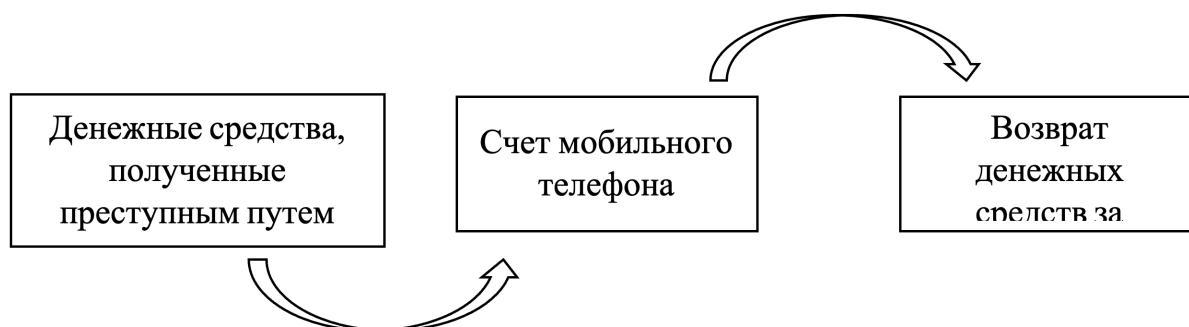 Денежные средства,
полученные
преступным путем
Счет мобильного
телефона
Возврат
денежных
средств за